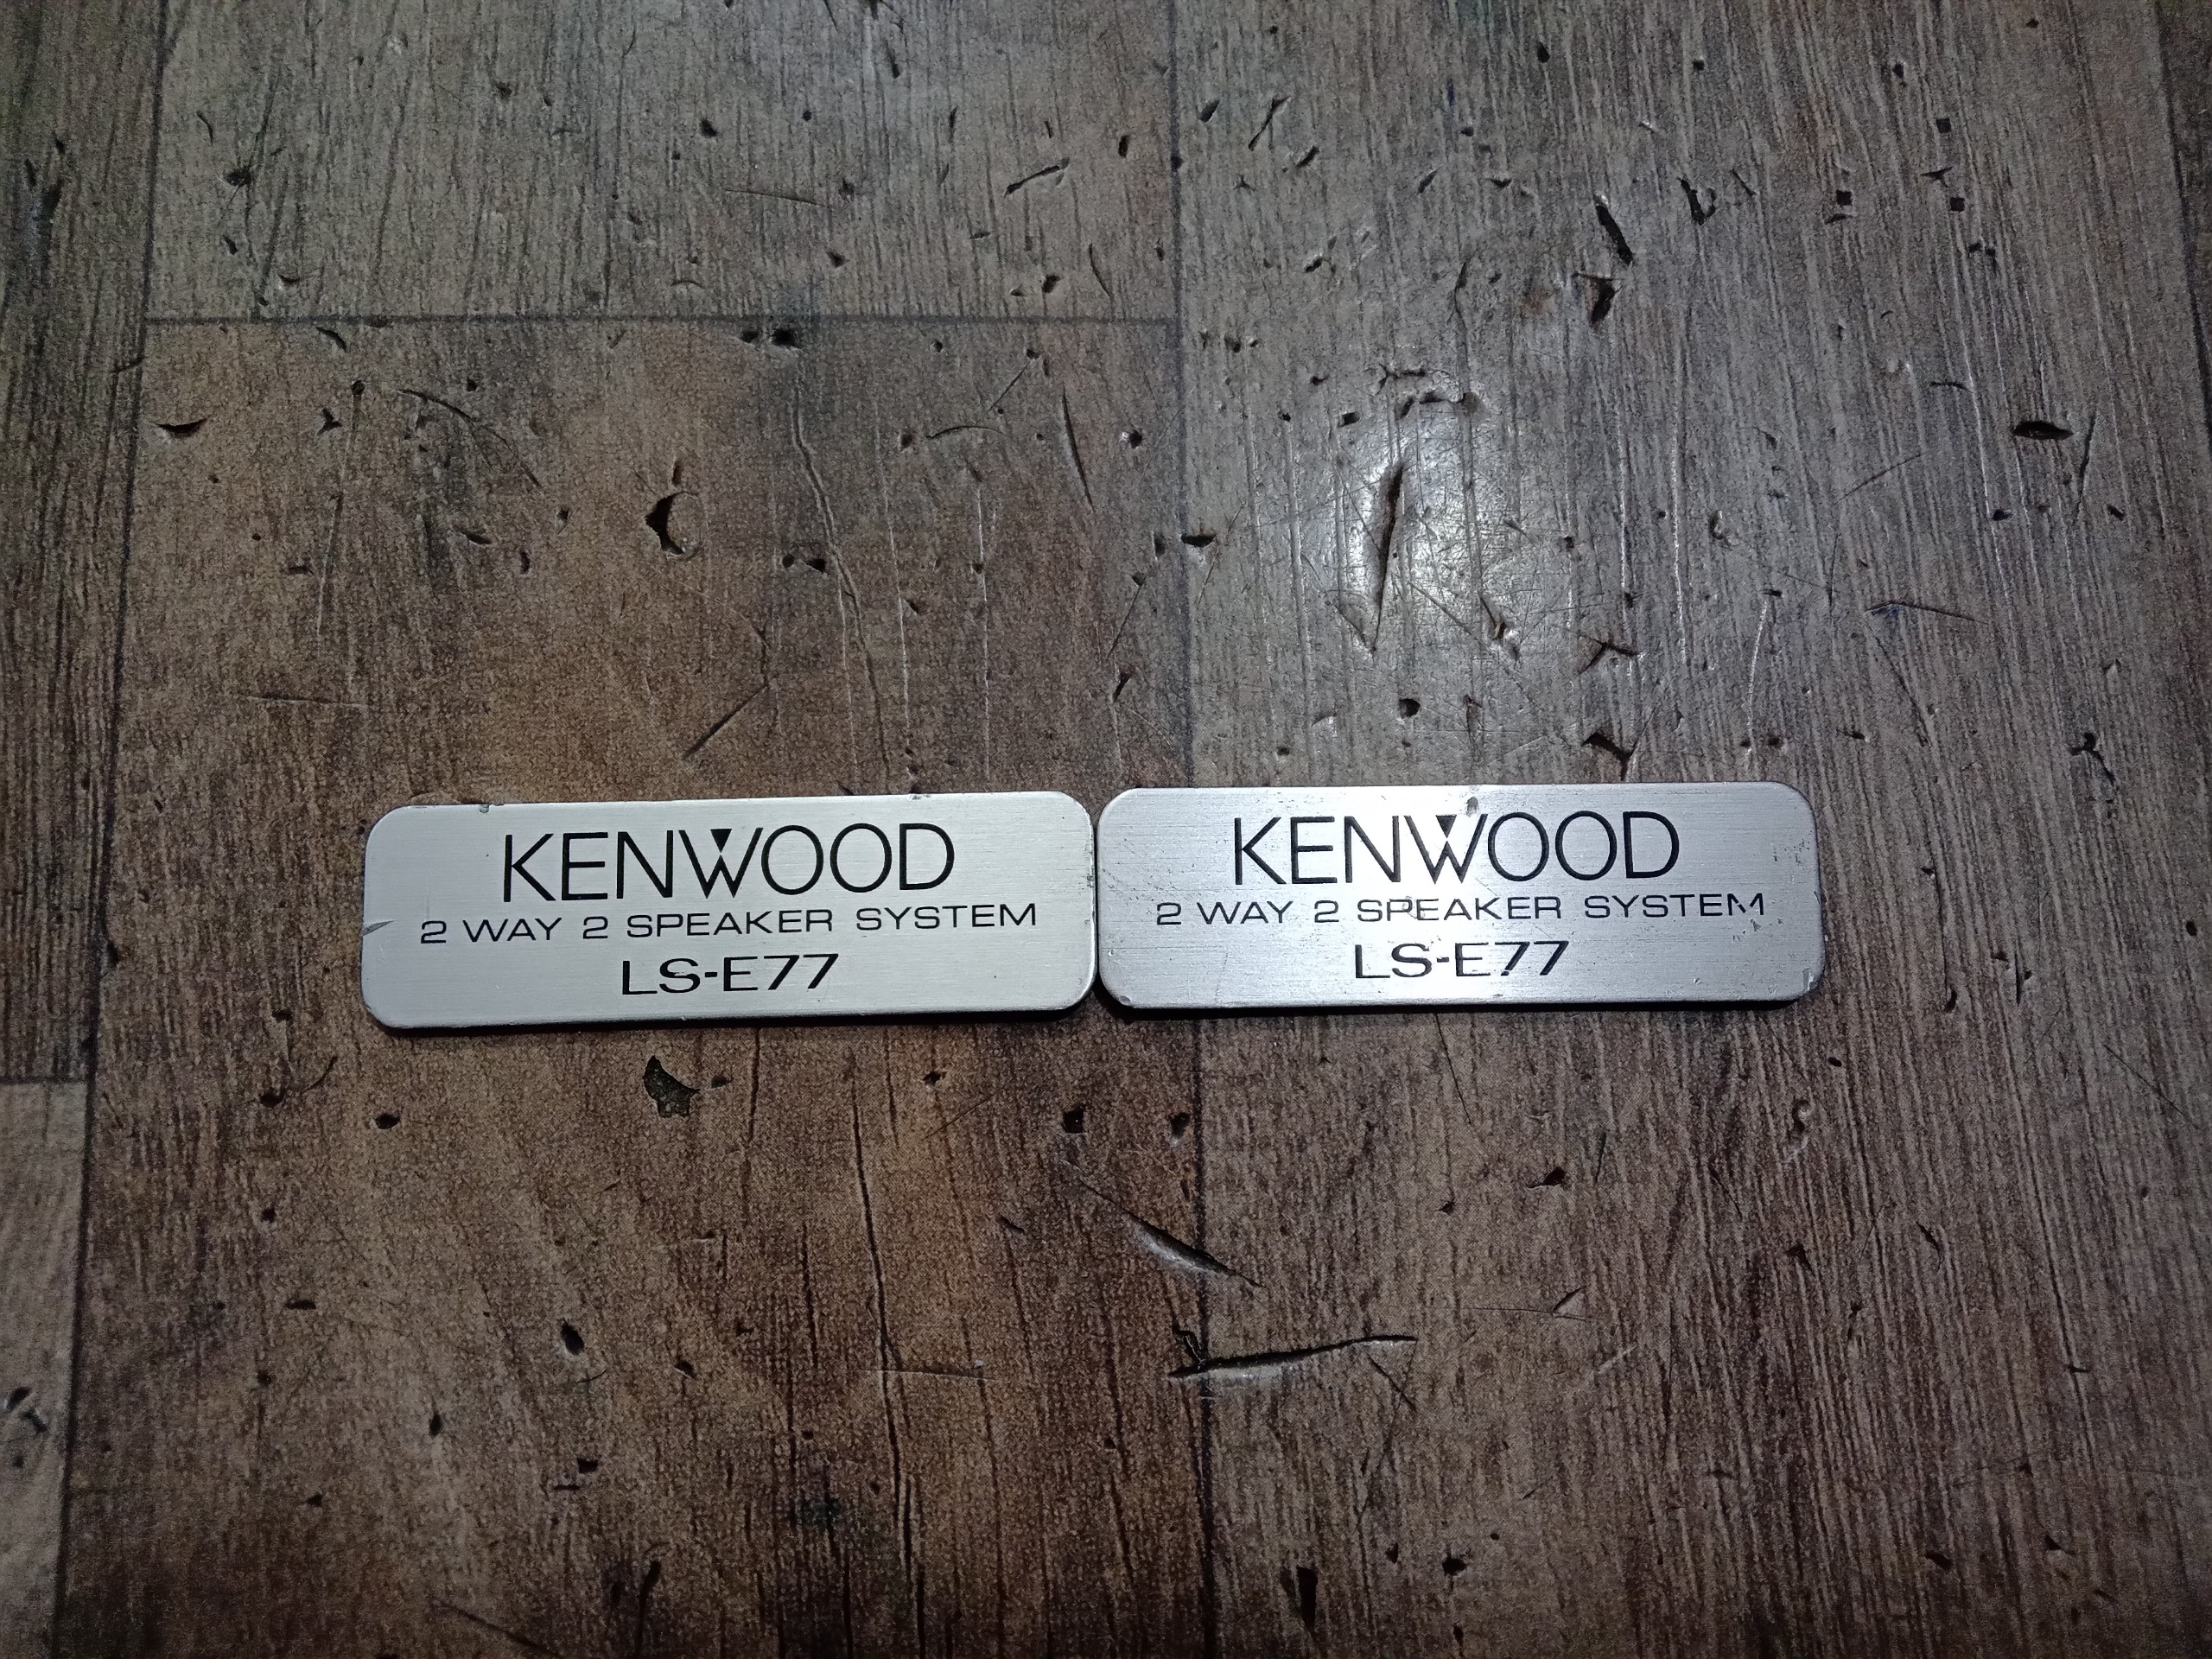 KENWOOD
2 WAY 2 SPEAKER SYSTEM
LS-E77
KENWOOD
2 WAY 2 SPEAKER SYSTEM
LS-E77